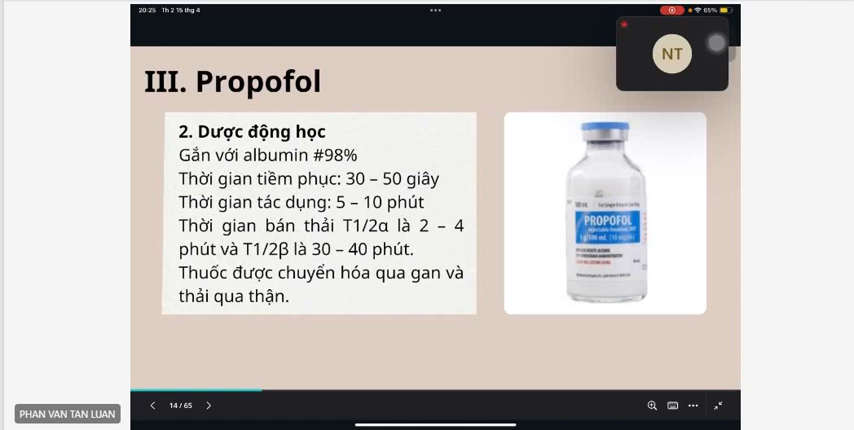 20:25 Th 2 15 thg 4
65%
NT
III. Propofol
2. Dược động học
Gắn với albumin #98%
Thời gian tiềm phục: 30 – 50 giây
Thời gian tác dụng: 5 – 10 phút
Thời gian bán thải T1/2α là 2 – 4
phút và T1/2β là 30 – 40 phút.
Thuốc được chuyển hóa qua gan và
thải qua thận.
100 mL
PROPOFOL
14 / 65
PHAN VAN TAN LUAN